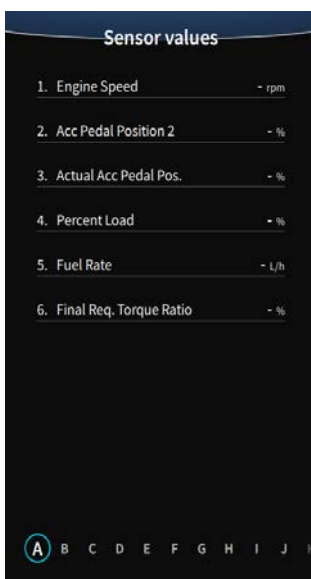 Sensor values
1. Engine Speed - rpm
2. Acc Pedal Position 2 - %
3. Actual Acc Pedal Pos. - %
4. Percent Load - %
5. Fuel Rate - L/h
6. Final Req. Torque Ratio - %
A B C D E F G H I J